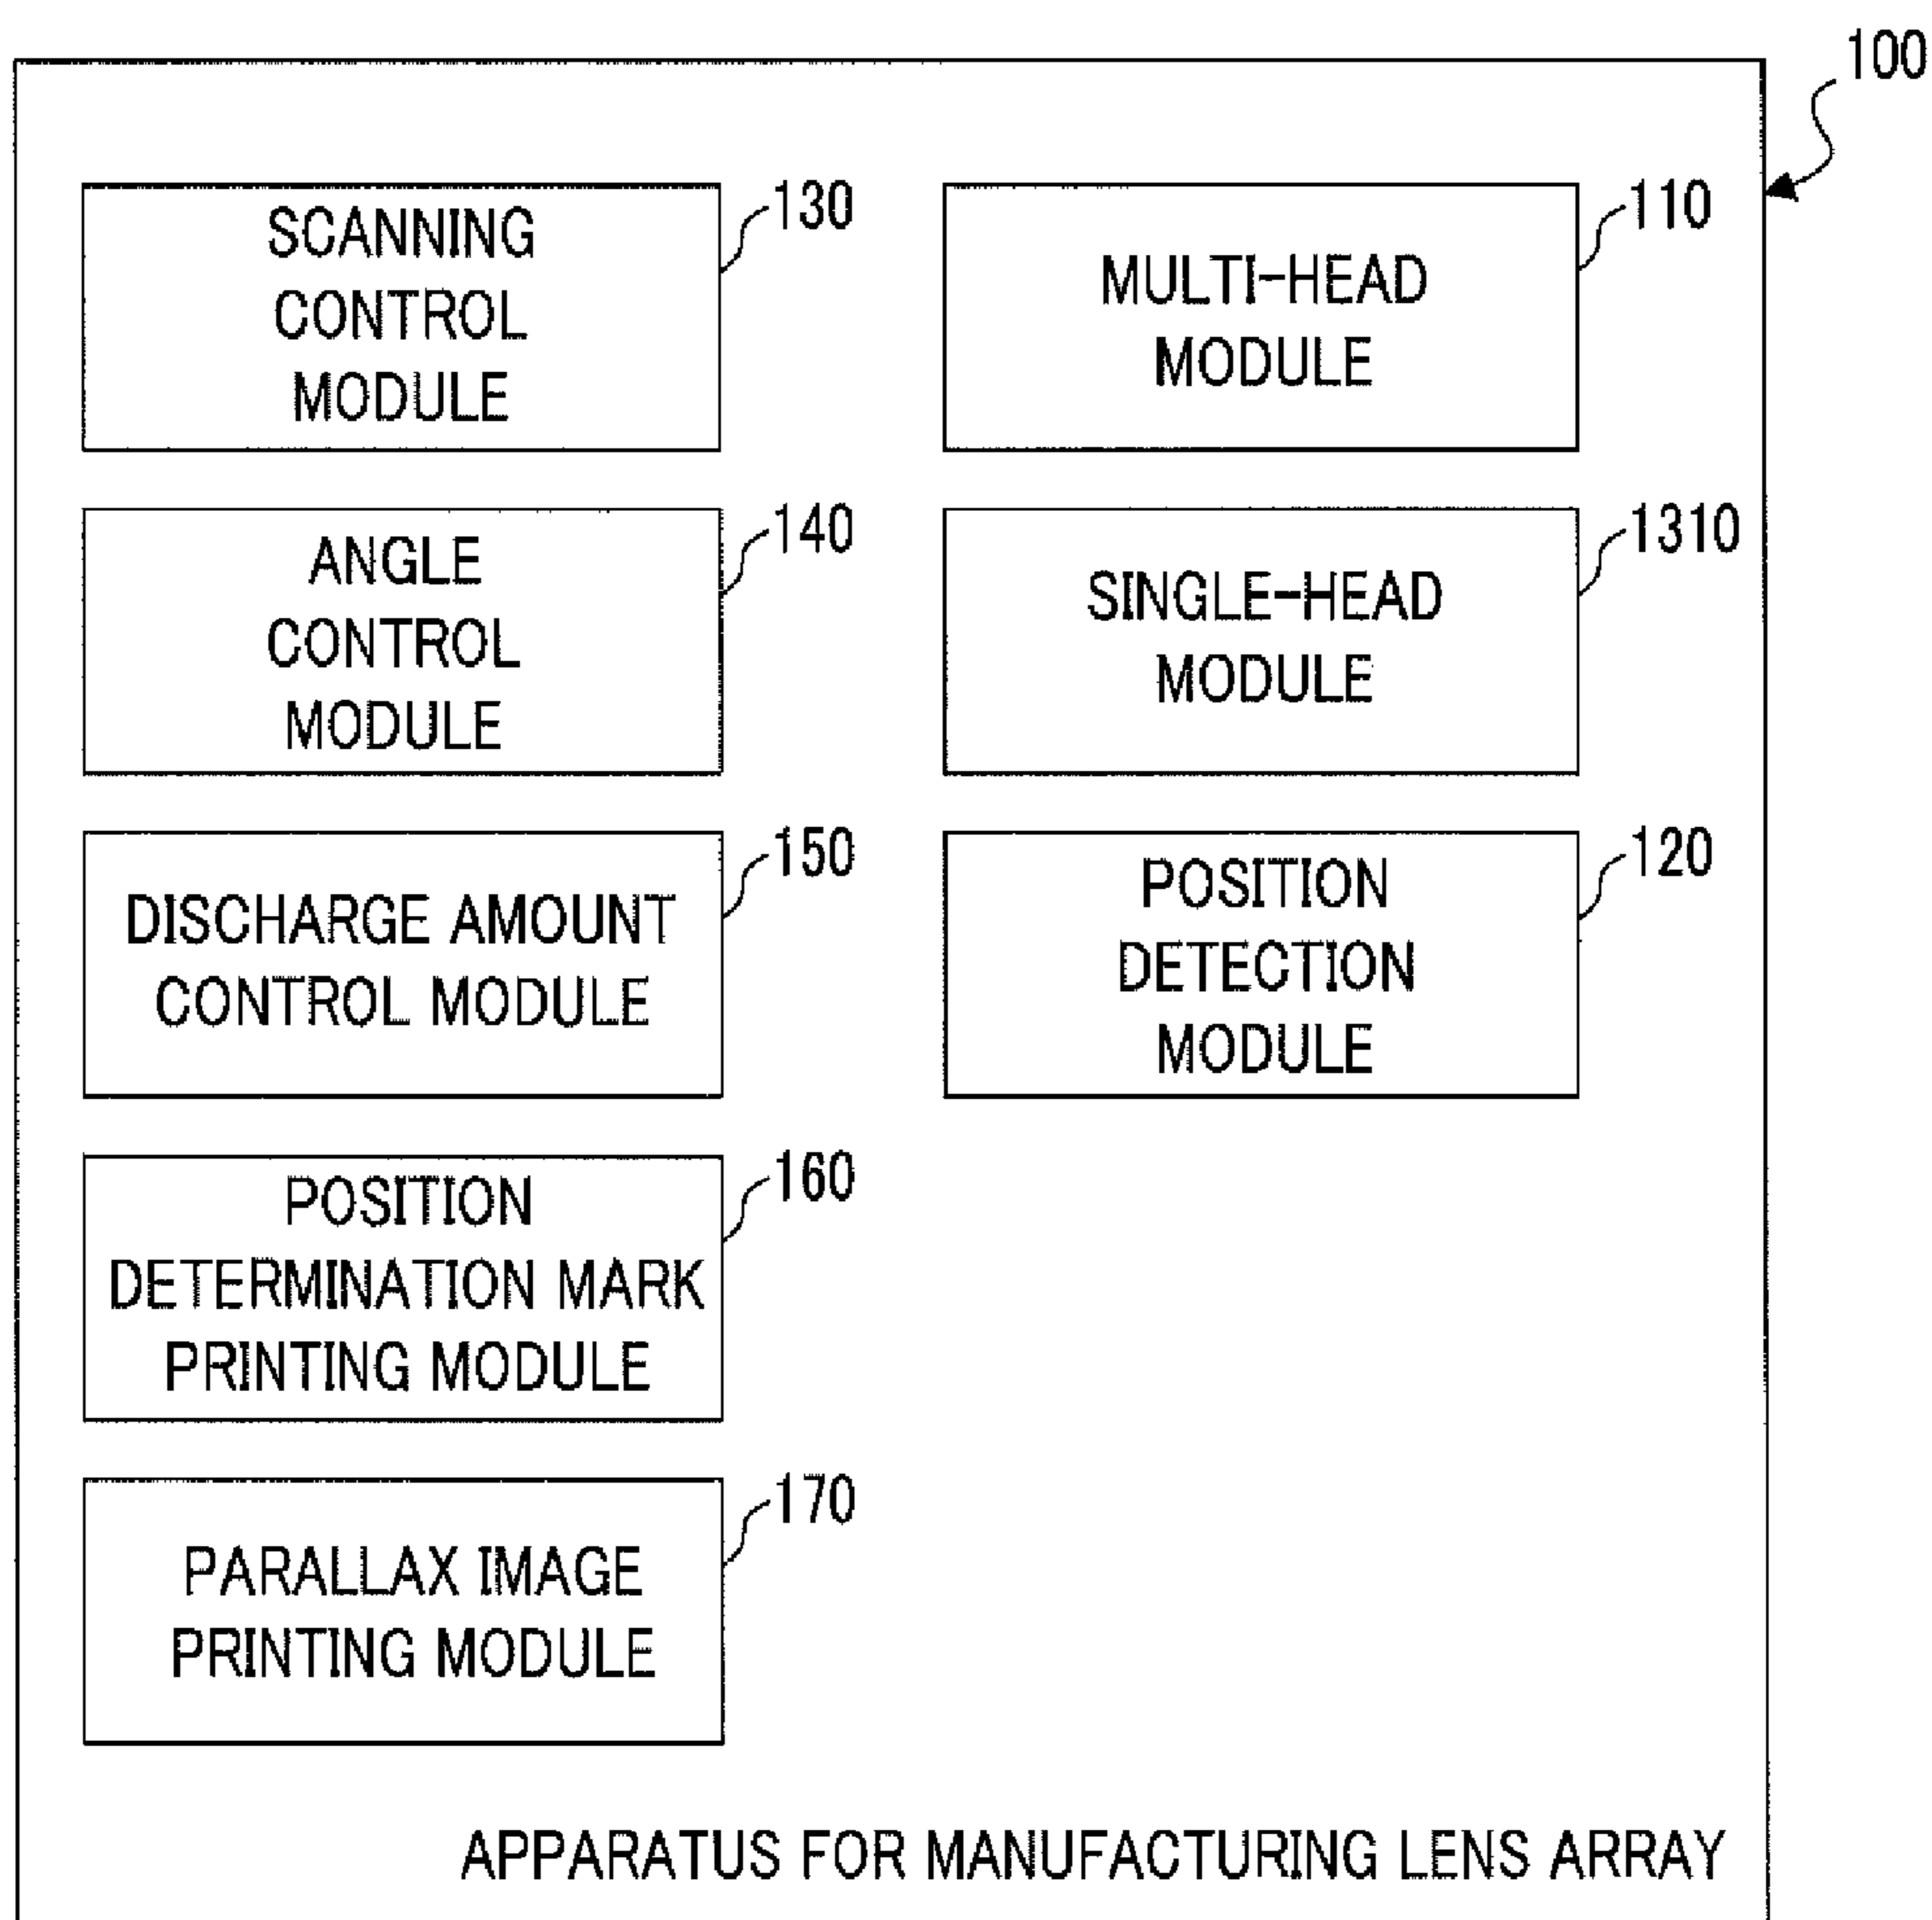 100
SCANNING
CONTROL
MODULE
130
MULTI-HEAD
MODULE
110
ANGLE
CONTROL
MODULE
140
SINGLE-HEAD
MODULE
1310
DISCHARGE AMOUNT
CONTROL MODULE
150
POSITION
DETECTION
MODULE
120
POSITION
DETERMINATION MARK
PRINTING MODULE
160
PARALLAX IMAGE
PRINTING MODULE
170
APPARATUS FOR MANUFACTURING LENS ARRAY